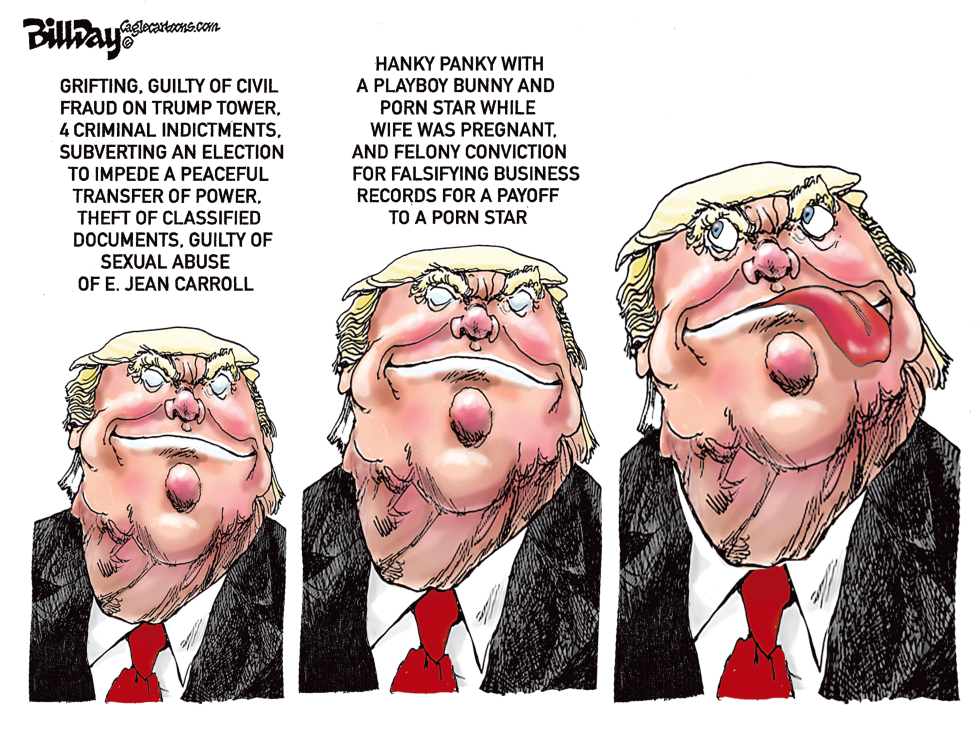 BillDay
Caglecartoons.com
©
GRIFTING, GUILTY OF CIVIL
FRAUD ON TRUMP TOWER,
4 CRIMINAL INDICTMENTS,
SUBVERTING AN ELECTION
TO IMPEDE A PEACEFUL
TRANSFER OF POWER,
THEFT OF CLASSIFIED
DOCUMENTS, GUILTY OF
SEXUAL ABUSE
OF E. JEAN CARROLL
HANKY PANKY WITH
A PLAYBOY BUNNY AND
PORN STAR WHILE
WIFE WAS PREGNANT,
AND FELONY CONVICTION
FOR FALSIFYING BUSINESS
RECORDS FOR A PAYOFF
TO A PORN STAR